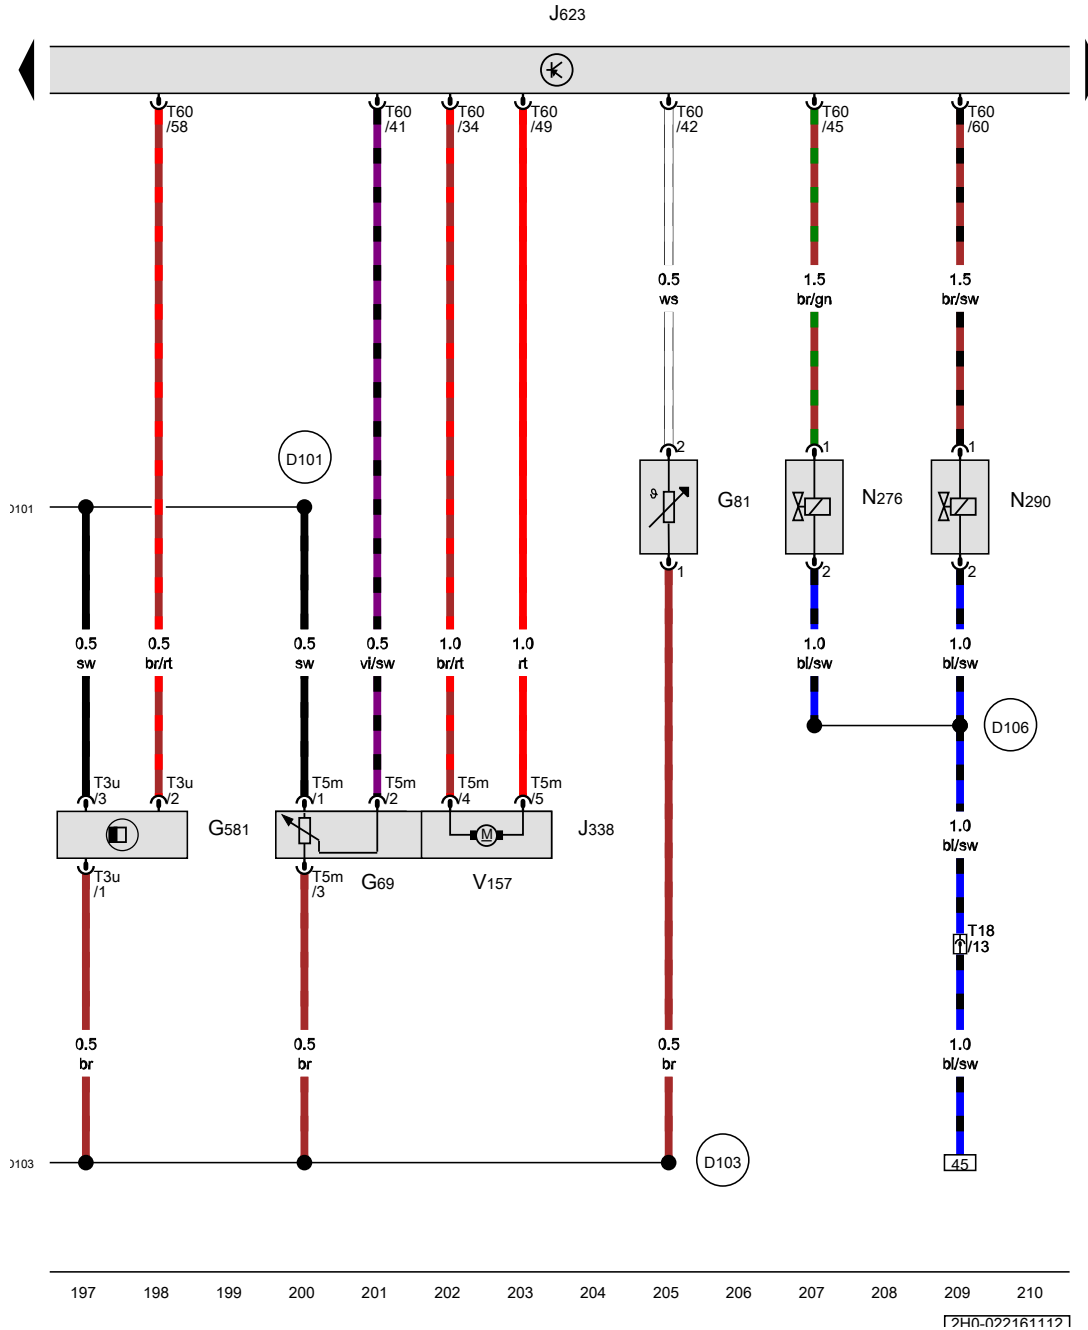 J623
T60 T60 T60 T60 T60 T60 T60
/58 /41 /34 /49 /42 /45 /60
0.5 1.5 1.5
ws br/gn br/sw
D101
2 1 1
G81 N276 N290
1 2 2
0.5 0.5 0.5 0.5 1.0 1.0 1.0 1.0
sw br/rt sw vi/sw br/rt rt bl/sw bl/sw
D106
T3u T3u T5m T5m T5m T5m
/3 /2 /1 /2 /4 /5
G581 M J338
1.0
bl/sw
T3u T5m G69 V157
/1 /3
T18
/13
0.5 0.5 0.5 1.0
br br br bl/sw
D103
45
197 198 199 200 201 202 203 204 205 206 207 208 209 210
2H0-022161112